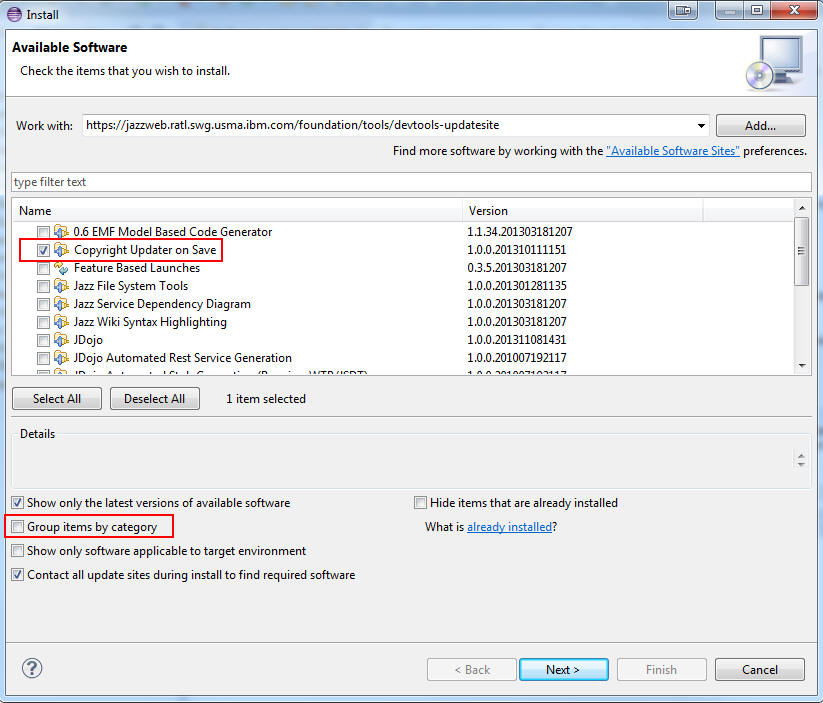 Install
Available Software
Check the items that you wish to install.
Work with: https://jazzweb.ratl.swg.usma.ibm.com/foundation/tools/devtools-updatesite Add...
Find more software by working with the "Available Software Sites" preferences.
type filter text
Name Version
0.6 EMF Model Based Code Generator 1.1.34.201303181207
Copyright Updater on Save 1.0.0.201310111151
Feature Based Launches 0.3.5.201303181207
Jazz File System Tools 1.0.0.201301281135
Jazz Service Dependency Diagram 1.0.0.201303181207
Jazz Wiki Syntax Highlighting 1.0.0.201303181207
JDojo 1.0.0.201311081431
JDojo Automated Rest Service Generation 1.0.0.201007192117
Select All Deselect All 1 item selected
Details
Show only the latest versions of available software Hide items that are already installed
Group items by category What is already installed?
Show only software applicable to target environment
Contact all update sites during install to find required software
? < Back Next > Finish Cancel